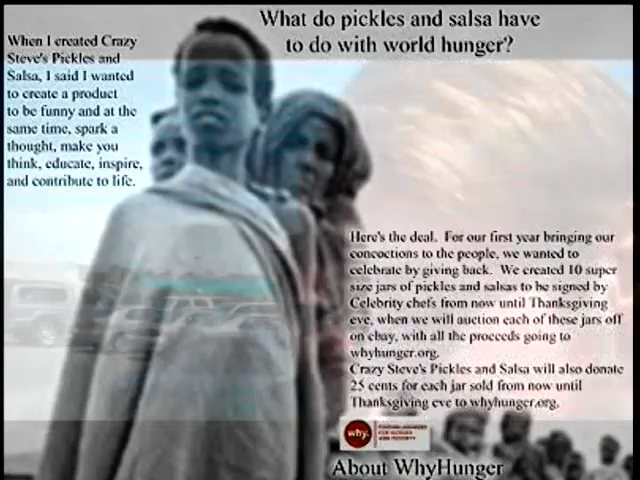 What do pickles and salsa have
to do with world hunger?
When I created Crazy
Steve's Pickles and
Salsa, I said I wanted
to create a product
to be funny and at the
same time, spark a
thought, make you
think, educate, inspire,
and contribute to life.
Here's the deal. For our first year bringing our
concoctions to the people, we wanted to
celebrate by giving back. We created 10 super
size jars of pickles and salsas to be signed by
Celebrity chefs from now until Thanksgiving
eve, when we will auction each of these jars off
on ebay, with all the proceeds going to
whyhunger.org.
Crazy Steve's Pickles and Salsa will also donate
25 cents for each jar sold from now until
Thanksgiving eve to whyhunger.org.
why.
About WhyHunger